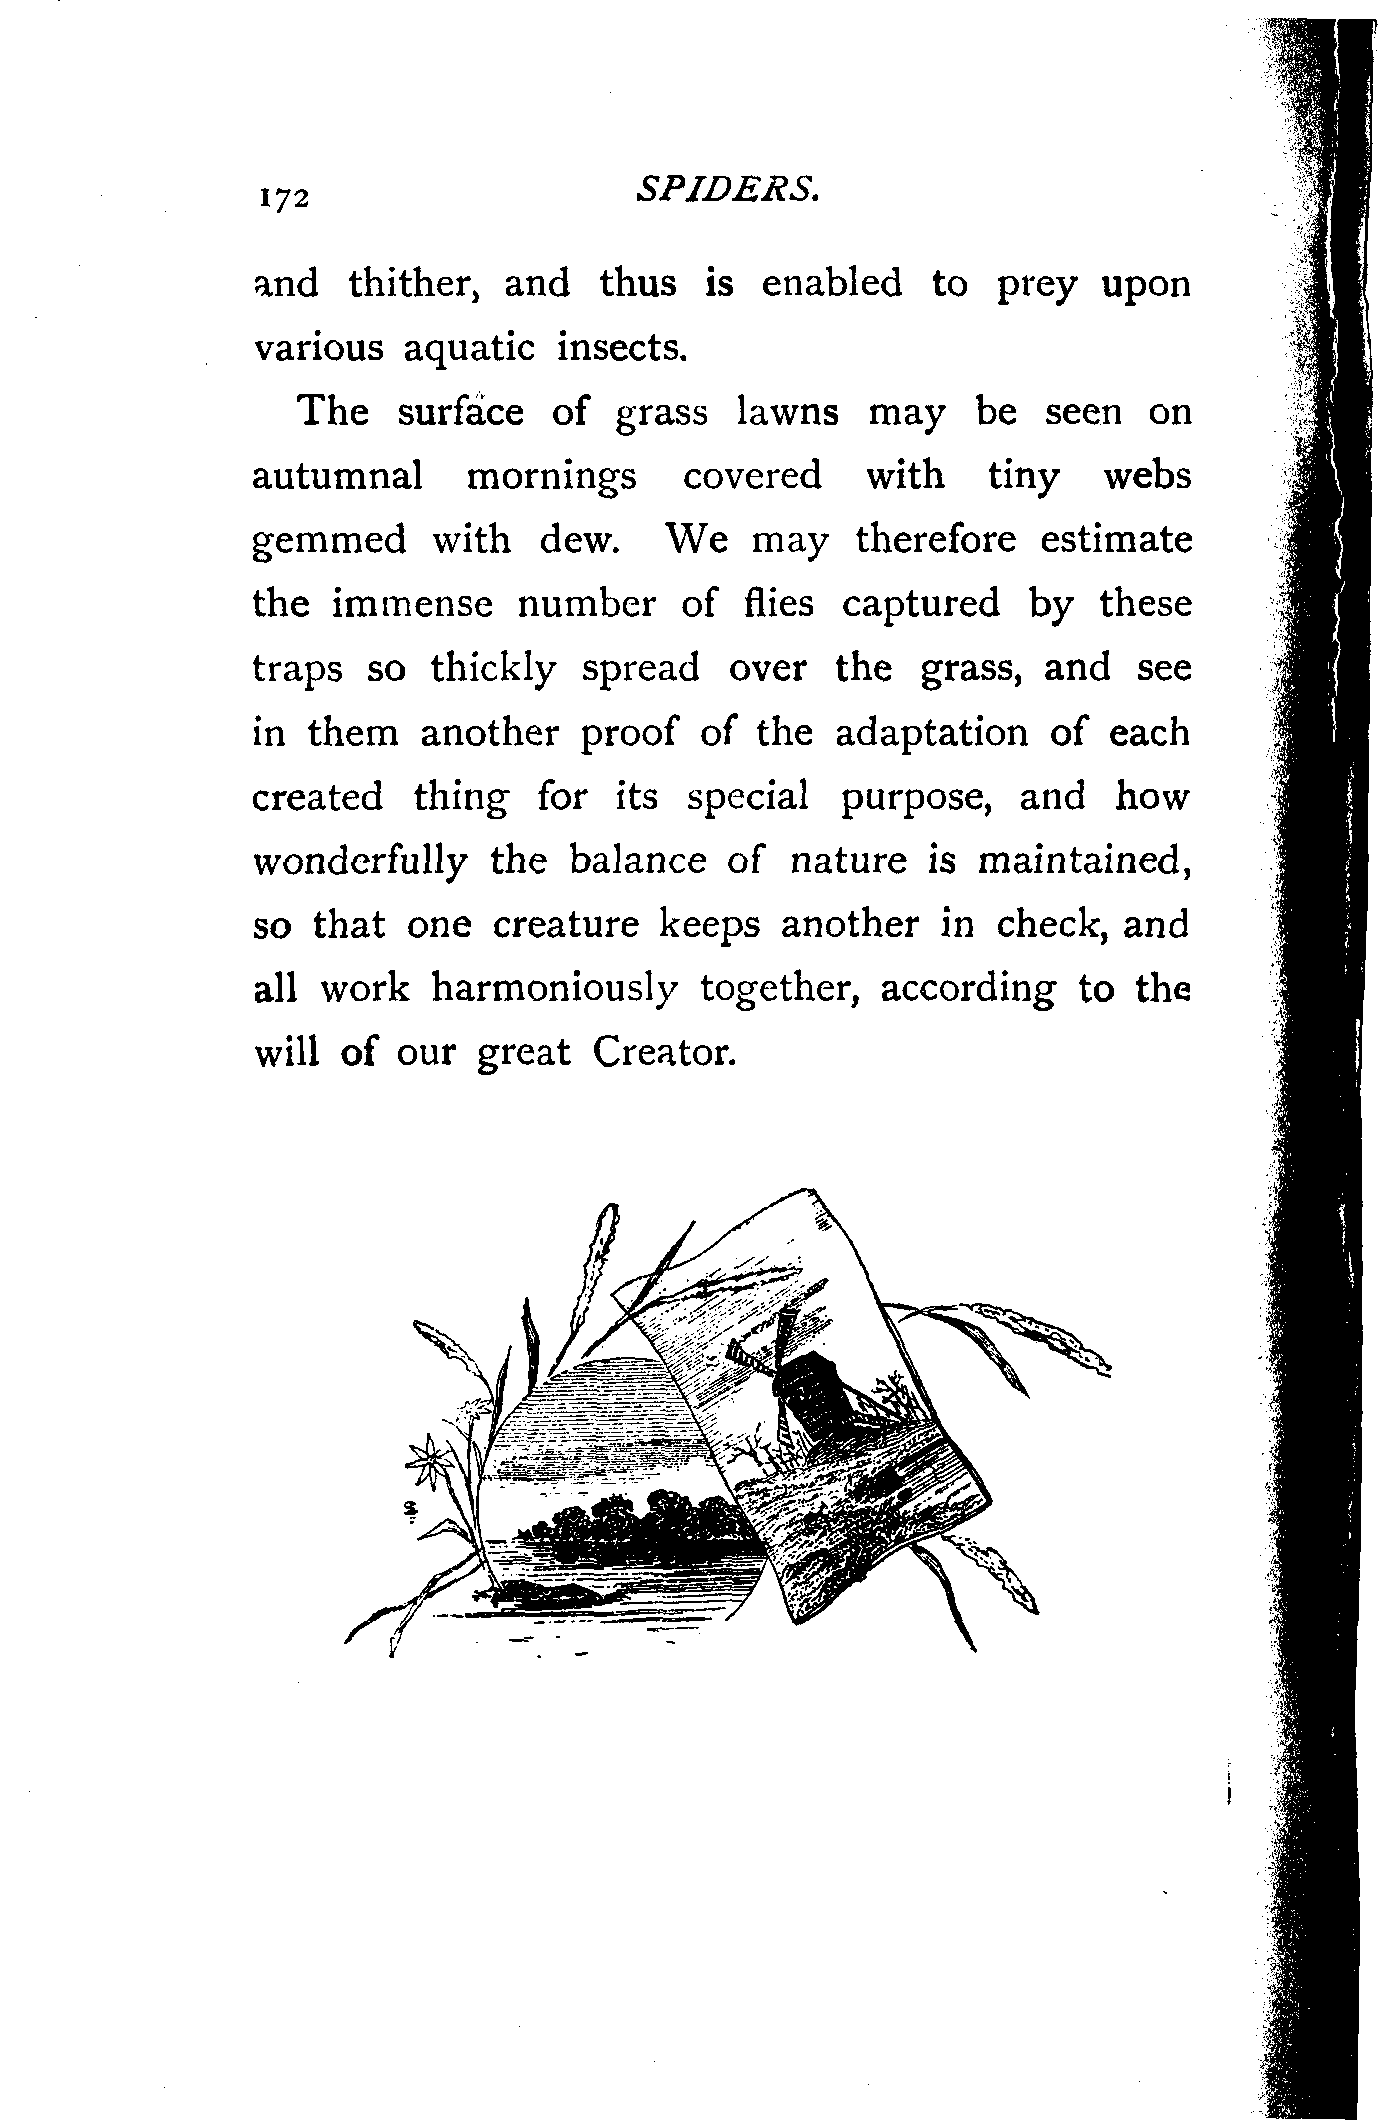 172
SPIDERS.
and thither, and thus is enabled to prey upon
various aquatic insects.
The surface of grass lawns may be seen on
autumnal mornings covered with tiny webs
gemmed with dew. We may therefore estimate
the immense number of flies captured by these
traps so thickly spread over the grass, and see
in them another proof of the adaptation of each
created thing for its special purpose, and how
wonderfully the balance of nature is maintained,
so that one creature keeps another in check, and
all work harmoniously together, according to the
will of our great Creator.